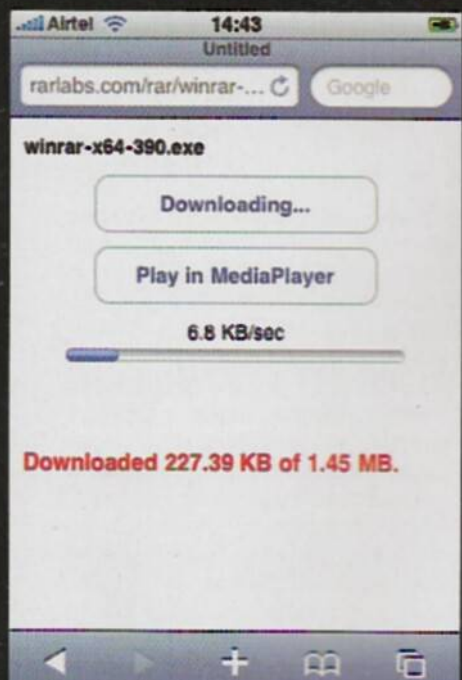 Airtel 14:43
Untitled
rarlabs.com/rar/winrar-... Google
winrar-x64-390.exe
Downloading...
Play in MediaPlayer
6.8 KB/sec
Downloaded 227.39 KB of 1.45 MB.